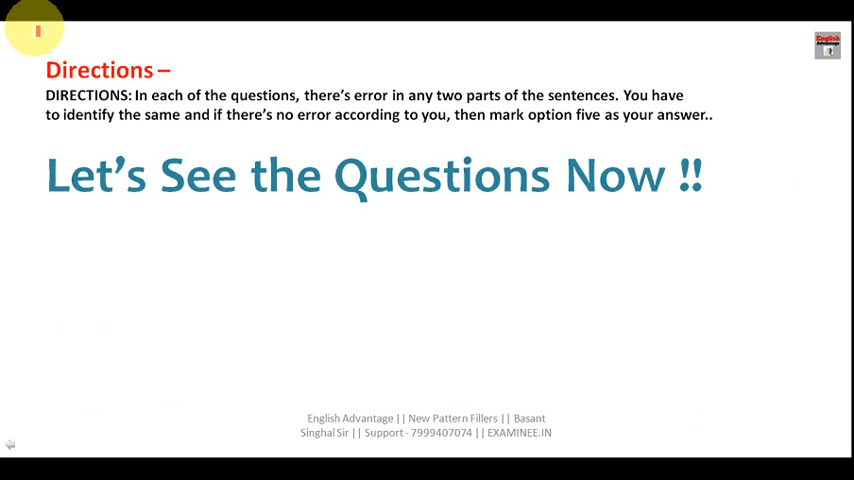 English
Advantage
Directions –
DIRECTIONS: In each of the questions, there's error in any two parts of the sentences. You have
to identify the same and if there's no error according to you, then mark option five as your answer..
Let's See the Questions Now !!
English Advantage || New Pattern Fillers || Basant
Singhal Sir || Support - 7999407074 || EXAMINEE.IN